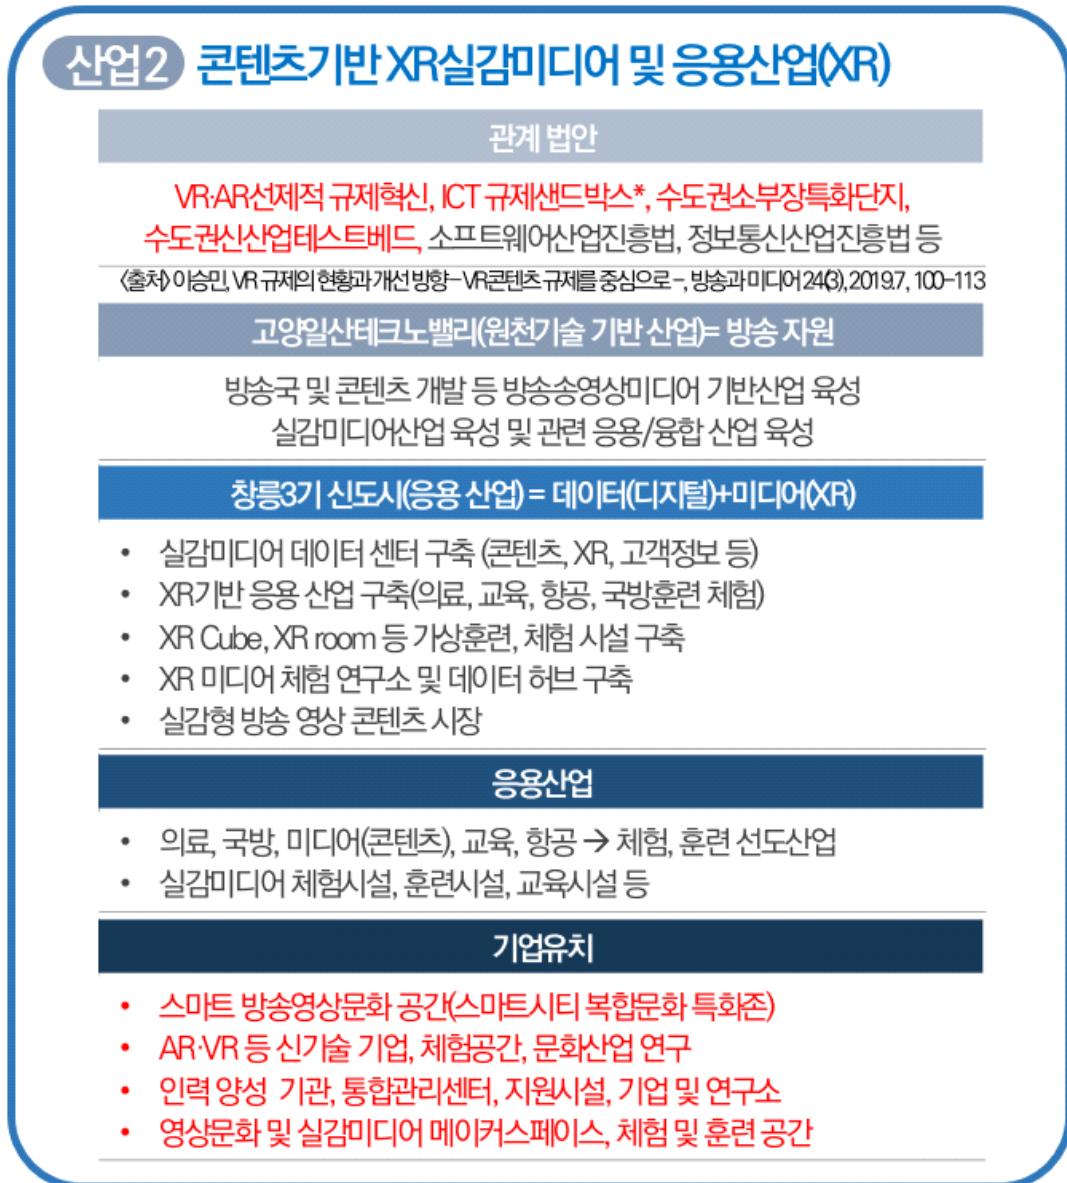 산업2 콘텐츠기반 XR실감미디어 및 응용산업(XR)
관계 법안
VR·AR선제적 규제혁신, ICT 규제샌드박스*, 수도권소부장특화단지,
수도권신산업테스트베드, 소프트웨어산업진흥법, 정보통신산업진흥법 등
<출처> 이승민, VR 규제의 현황과 개선 방향 – VR콘텐츠 규제를 중심으로 –, 방송과 미디어 24(3), 2019.7, 100-113
고양일산테크노밸리(원천기술 기반 산업)= 방송 자원
방송국 및 콘텐츠 개발 등 방송송영상미디어 기반산업 육성
실감미디어산업 육성 및 관련 응용/융합 산업 육성
창릉3기 신도시(응용 산업) = 데이터(디지털)+미디어(XR)
• 실감미디어 데이터 센터 구축 (콘텐츠, XR, 고객정보 등)
• XR기반 응용 산업 구축(의료, 교육, 항공, 국방훈련 체험)
• XR Cube, XR room 등 가상훈련, 체험 시설 구축
• XR 미디어 체험 연구소 및 데이터 허브 구축
• 실감형 방송 영상 콘텐츠 시장
응용산업
• 의료, 국방, 미디어(콘텐츠), 교육, 항공 → 체험, 훈련 선도산업
• 실감미디어 체험시설, 훈련시설, 교육시설 등
기업유치
• 스마트 방송영상문화 공간(스마트시티 복합문화 특화존)
• AR·VR 등 신기술 기업, 체험공간, 문화산업 연구
• 인력 양성 기관, 통합관리센터, 지원시설, 기업 및 연구소
• 영상문화 및 실감미디어 메이커스페이스, 체험 및 훈련 공간